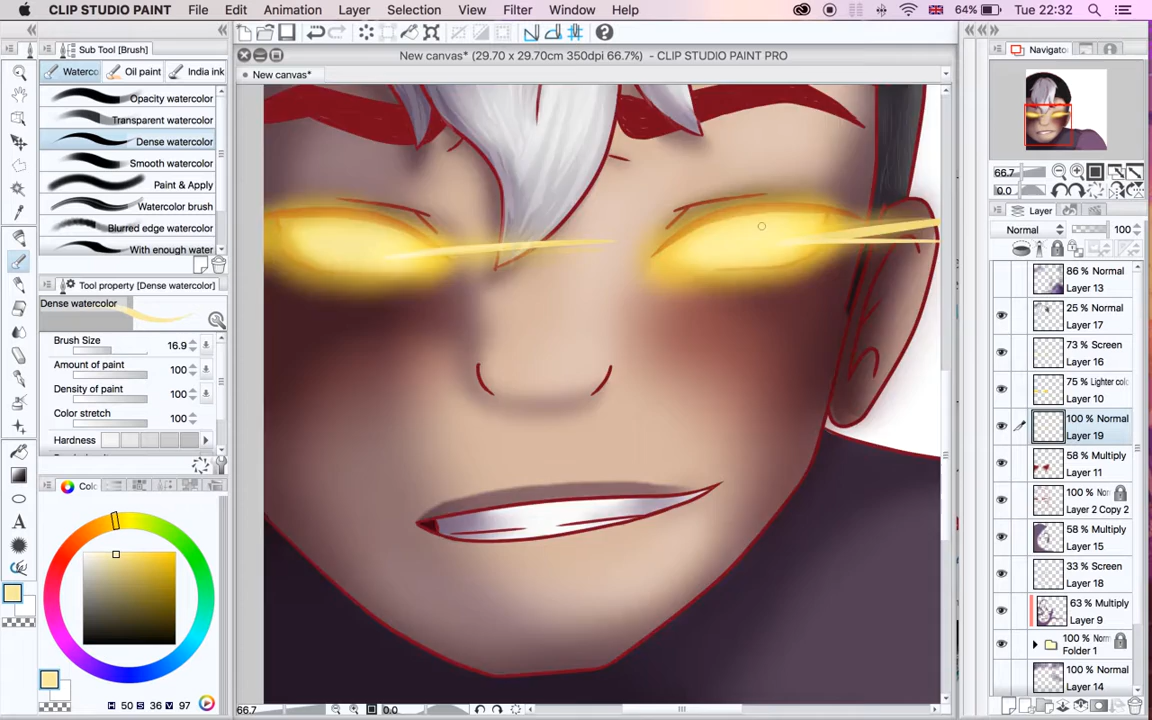 CLIP STUDIO PAINT File Edit Animation Layer Selection View Filter Window Help 64% Tue 22:32
Sub Tool [Brush]
New canvas* (29.70 x 29.70cm 350dpi 66.7%) - CLIP STUDIO PAINT PRO
Navigato
Waterco Oil paint India ink
New canvas*
Opacity watercolor
Transparent watercolor
Dense watercolor
Smooth watercolor
Paint & Apply
Watercolor brush
Blurred edge watercolor
With enough water
66.7
0.0
Layer
Normal 100
Tool property [Dense watercolor]
Dense watercolor
Brush Size 16.9
Amount of paint 100
Density of paint 100
Color stretch 100
Hardness
86% Normal
Layer 13
25% Normal
Layer 17
73% Screen
Layer 16
75% Lighter colo
Layer 10
100% Normal
Layer 19
58% Multiply
Layer 11
100% No
Layer 2 Copy 2
58% Multiply
Layer 15
33% Screen
Layer 18
63% Multiply
Layer 9
100% Norn
Folder 1
100% Normal
Layer 14
Colo
A
H 50 S 36 V 97
66.7 0.0